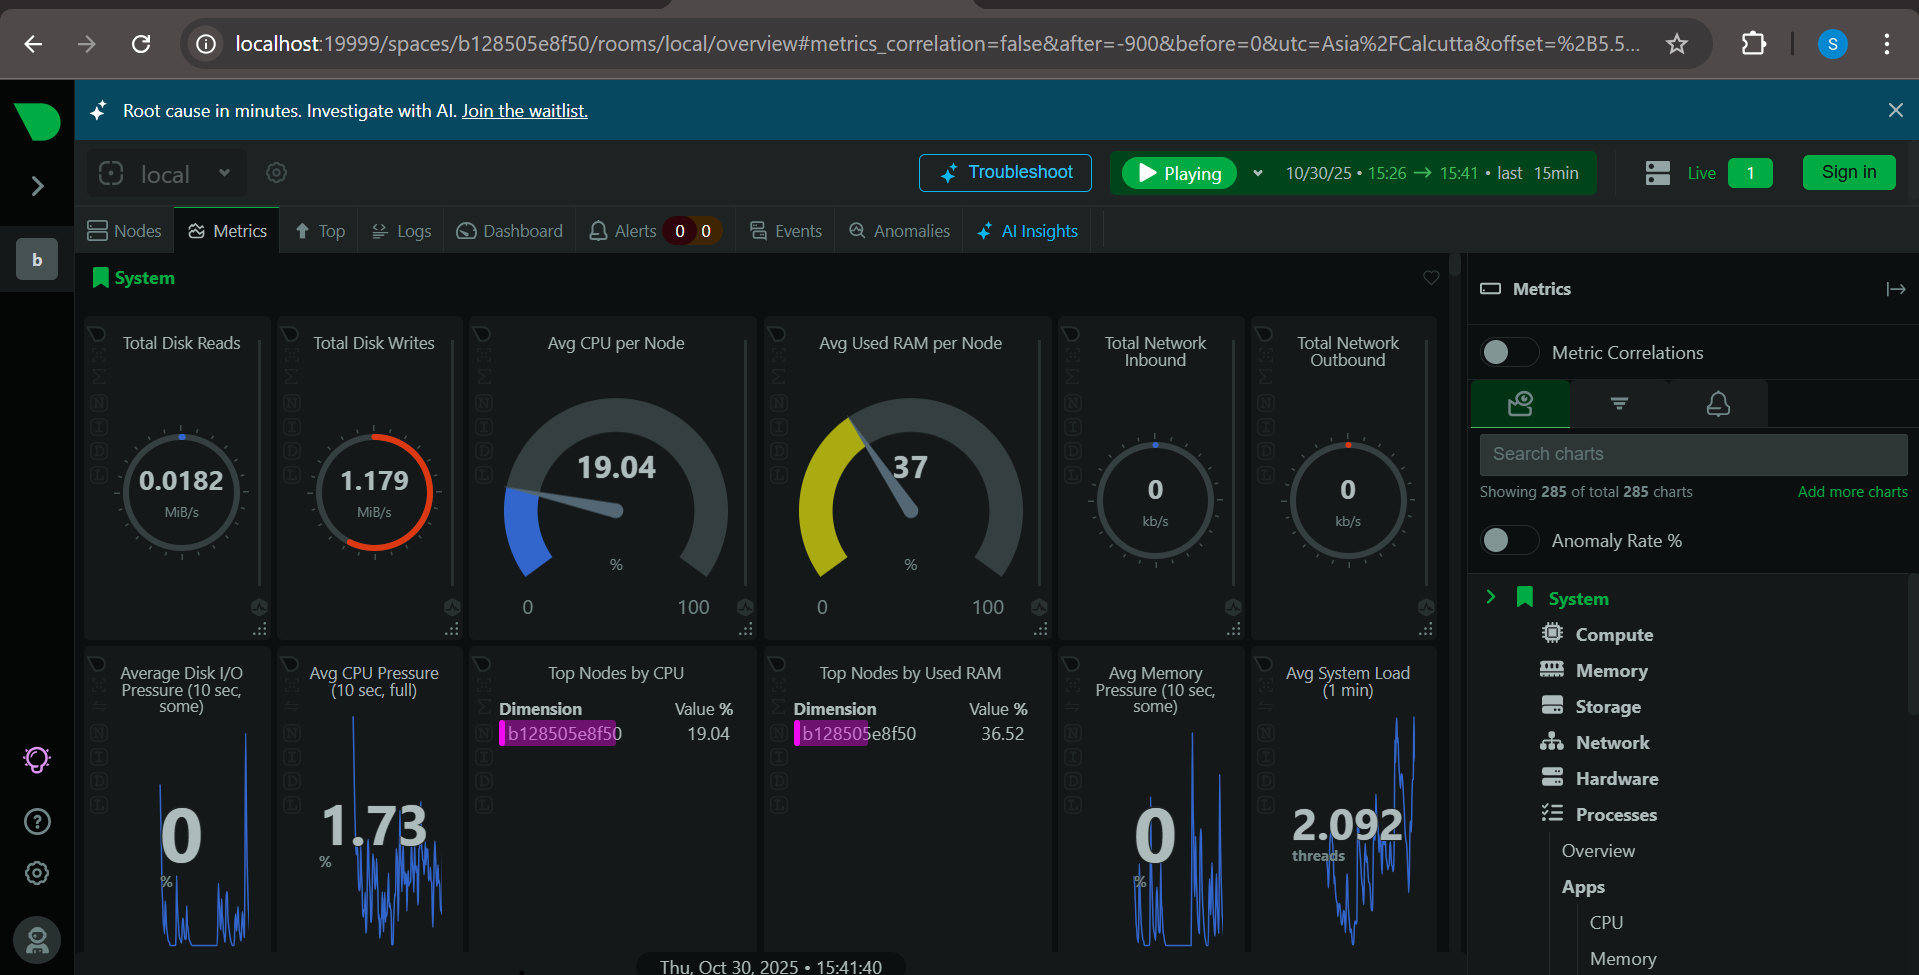 localhost:19999/spaces/b128505e8f50/rooms/local/overview#metrics_correlation=false&after=-900&before=0&utc=Asia%2FCalcutta&offset=%2B5.5...
S
Root cause in minutes. Investigate with AI. Join the waitlist.
local
Troubleshoot
Playing
10/30/25 • 15:26 → 15:41 • last 15min
Live
1
Sign in
b
Nodes
Metrics
Top
Logs
Dashboard
Alerts 0 0
Events
Anomalies
AI Insights
System
Total Disk Reads
0.0182
MiB/s
N
I
D
L
Total Disk Writes
1.179
MiB/s
N
I
D
L
Avg CPU per Node
19.04
%
0 100
N
I
D
L
Avg Used RAM per Node
37
%
0 100
N
I
D
L
Total Network
Inbound
0
kb/s
N
I
D
L
Total Network
Outbound
0
kb/s
N
I
D
L
Average Disk I/O
Pressure (10 sec,
some)
0
%
N
I
D
L
Avg CPU Pressure
(10 sec, full)
1.73
%
N
I
D
L
Top Nodes by CPU
Dimension Value %
b128505e8f50 19.04
N
I
D
L
Top Nodes by Used RAM
Dimension Value %
b128505e8f50 36.52
N
I
D
L
Avg Memory
Pressure (10 sec,
some)
0
%
N
I
D
L
Avg System Load
(1 min)
2.092
threads
N
I
D
L
Thu, Oct 30, 2025 • 15:41:40
Metrics
Metric Correlations
Search charts
Showing 285 of total 285 charts
Add more charts
Anomaly Rate %
System
Compute
Memory
Storage
Network
Hardware
Processes
Overview
Apps
CPU
Memory